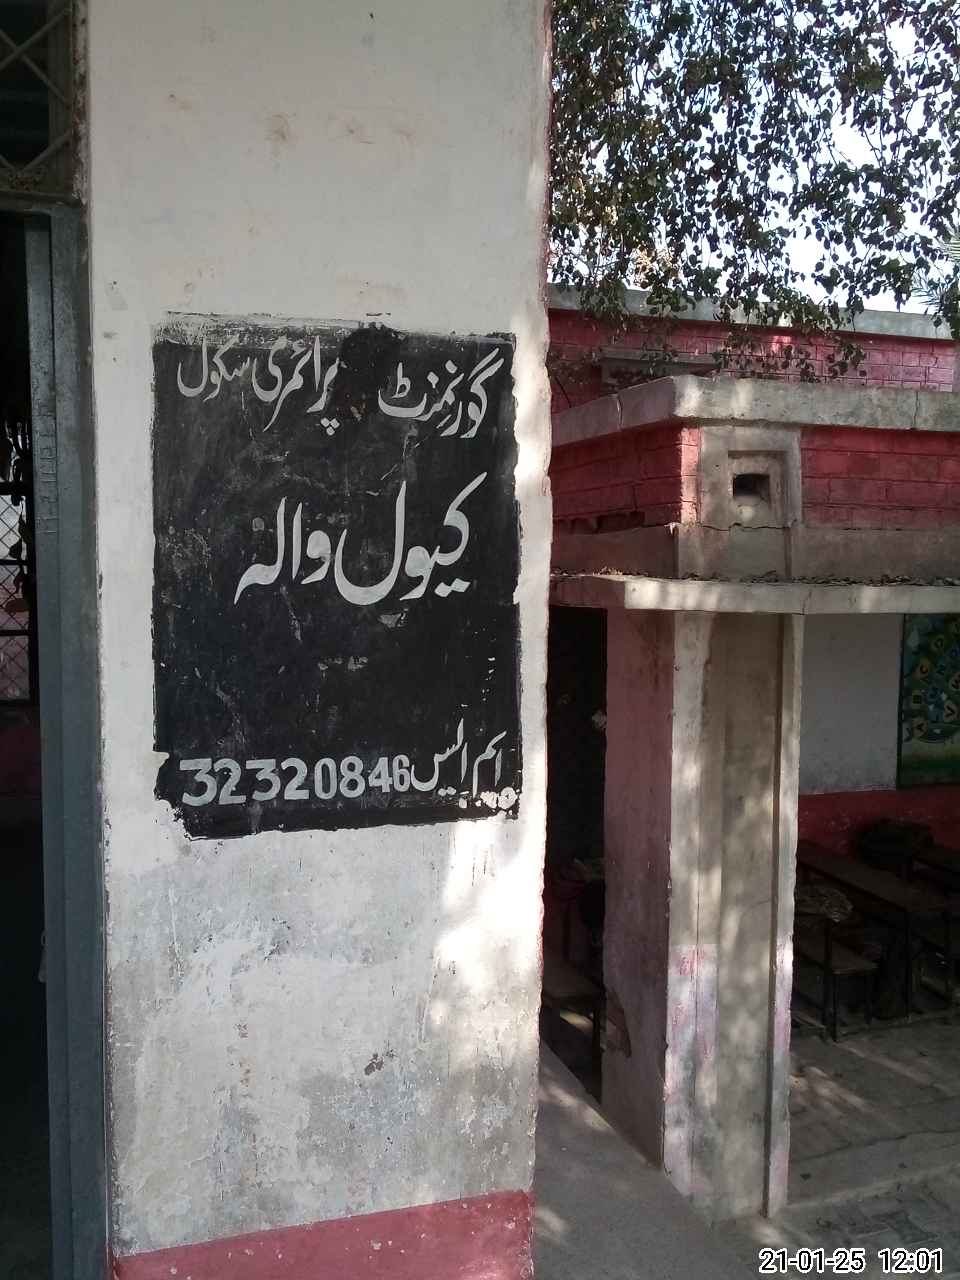 گورنمنٹ پرائمری سکول
کیول والہ
ایم ایس 32320846
21-01-25 12:01